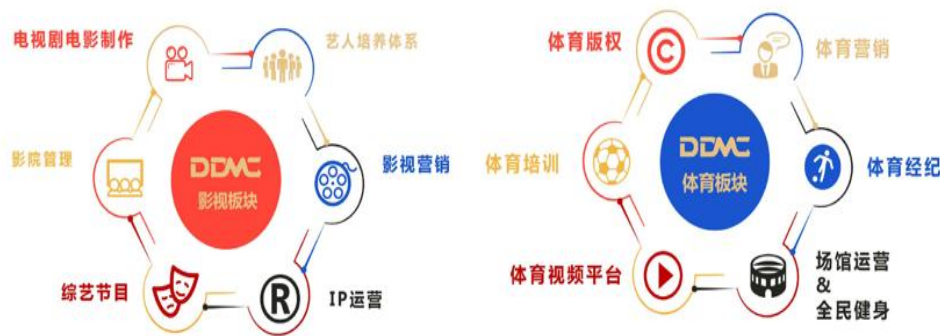 电视剧电影制作
艺人培养体系
影院管理
DDMC
影视板块
影视营销
综艺节目
R
IP运营
体育版权
C
体育营销
体育培训
DDMC
体育板块
体育经纪
体育视频平台
场馆运营
&
全民健身